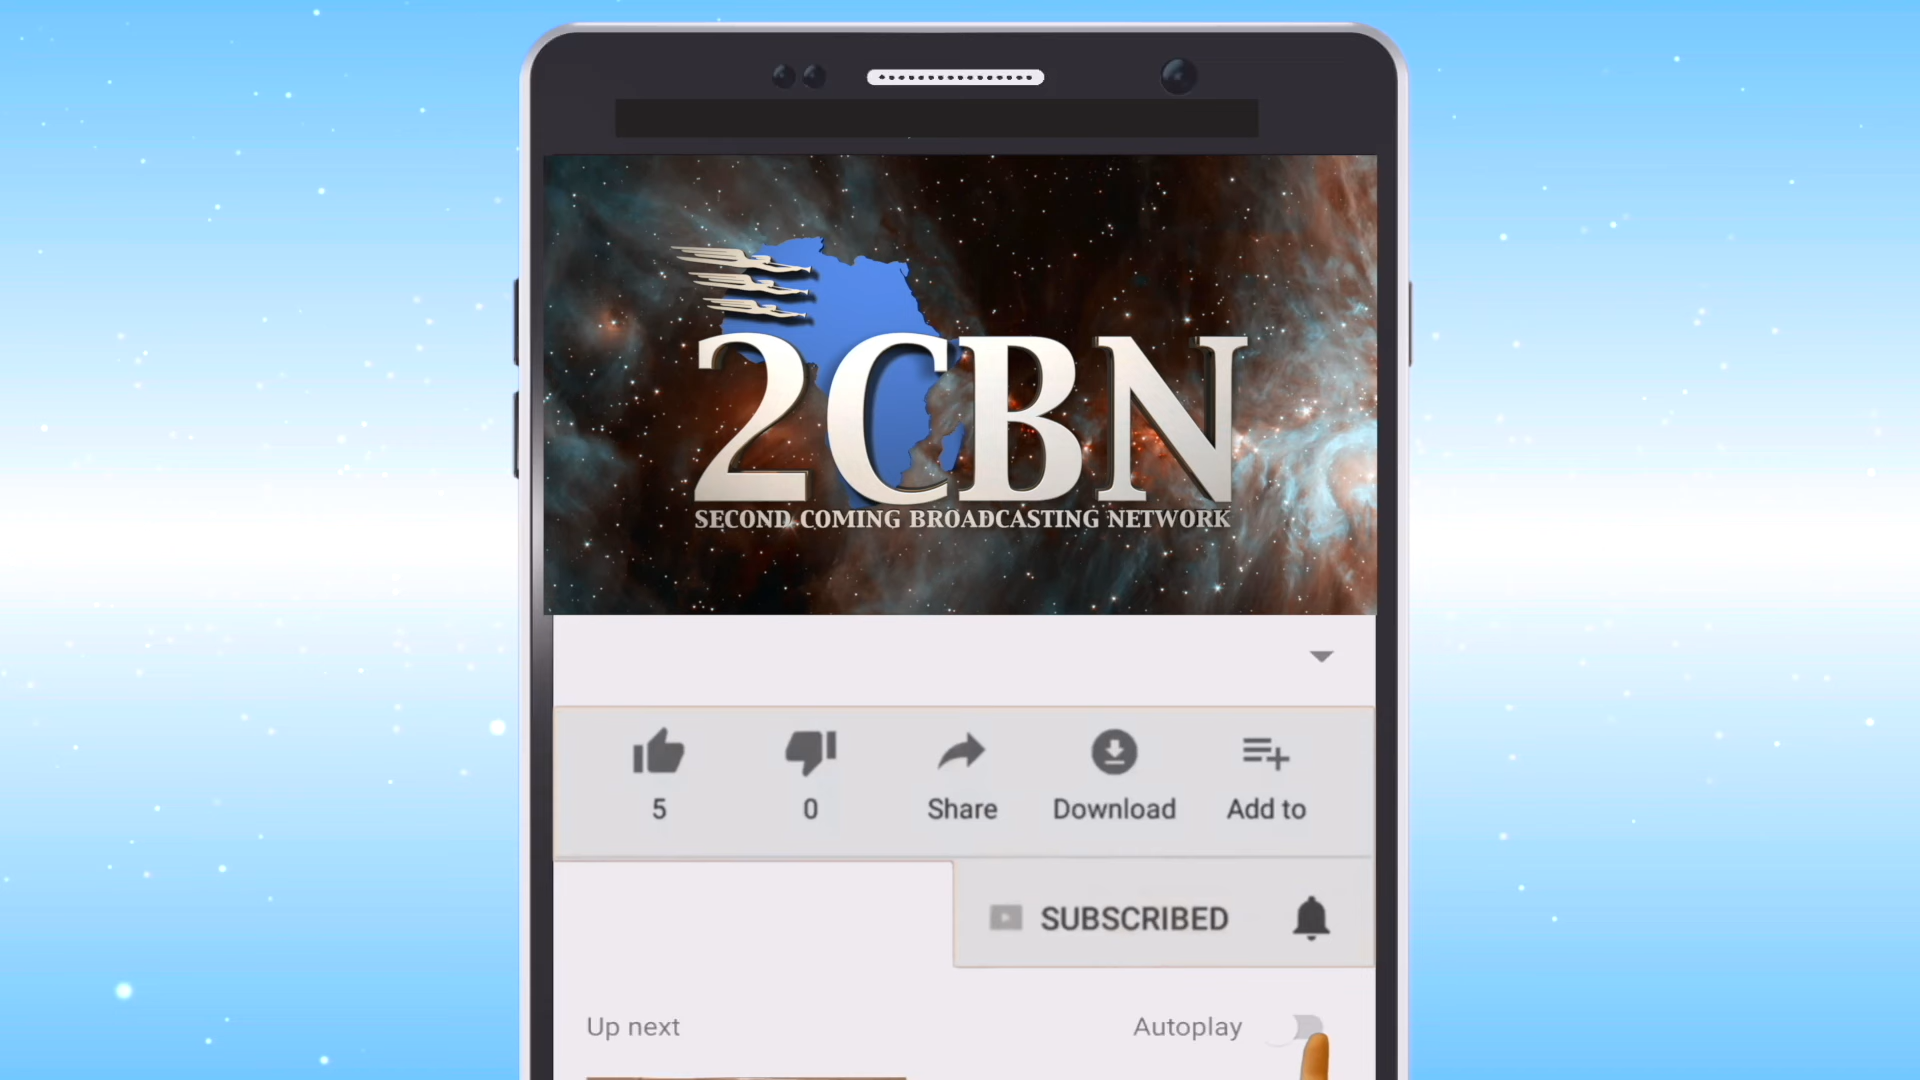 2CBN
SECOND COMING BROADCASTING NETWORK
5
0
Share
Download
Add to
SUBSCRIBED
Up next
Autoplay